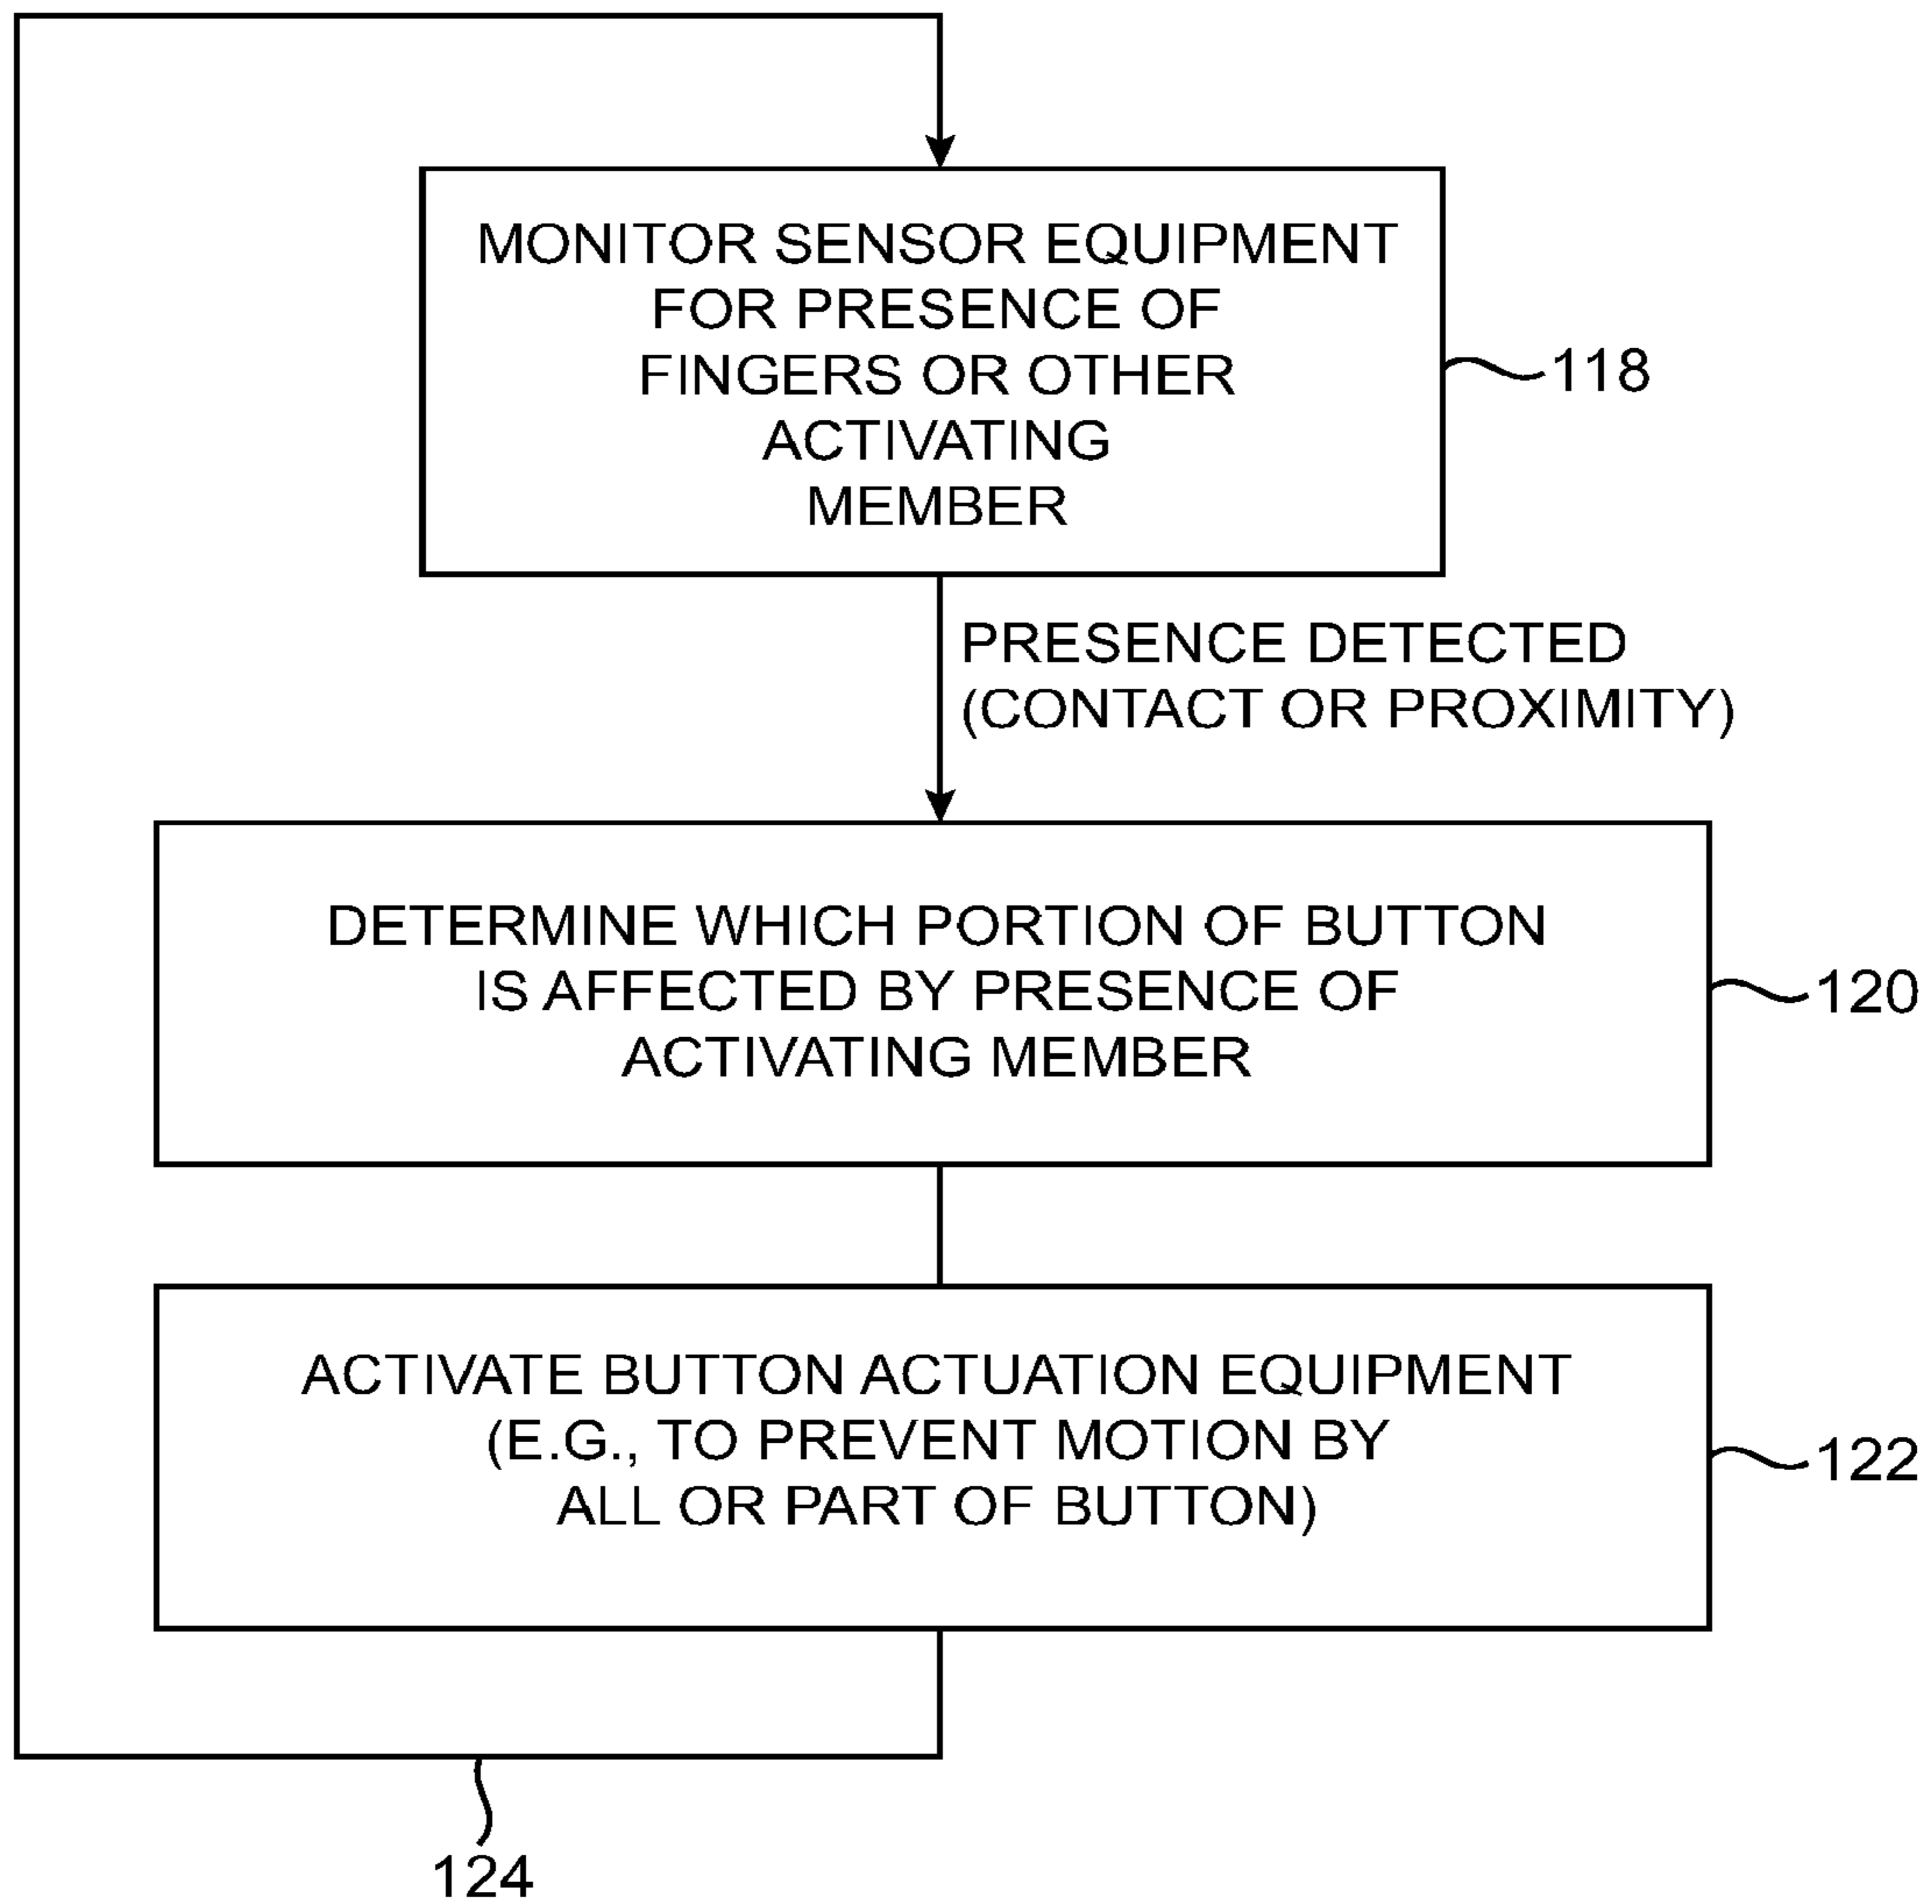 MONITOR SENSOR EQUIPMENT
FOR PRESENCE OF
FINGERS OR OTHER
ACTIVATING
MEMBER
118
PRESENCE DETECTED
(CONTACT OR PROXIMITY)
DETERMINE WHICH PORTION OF BUTTON
IS AFFECTED BY PRESENCE OF
ACTIVATING MEMBER
120
ACTIVATE BUTTON ACTUATION EQUIPMENT
(E.G., TO PREVENT MOTION BY
ALL OR PART OF BUTTON)
122
124